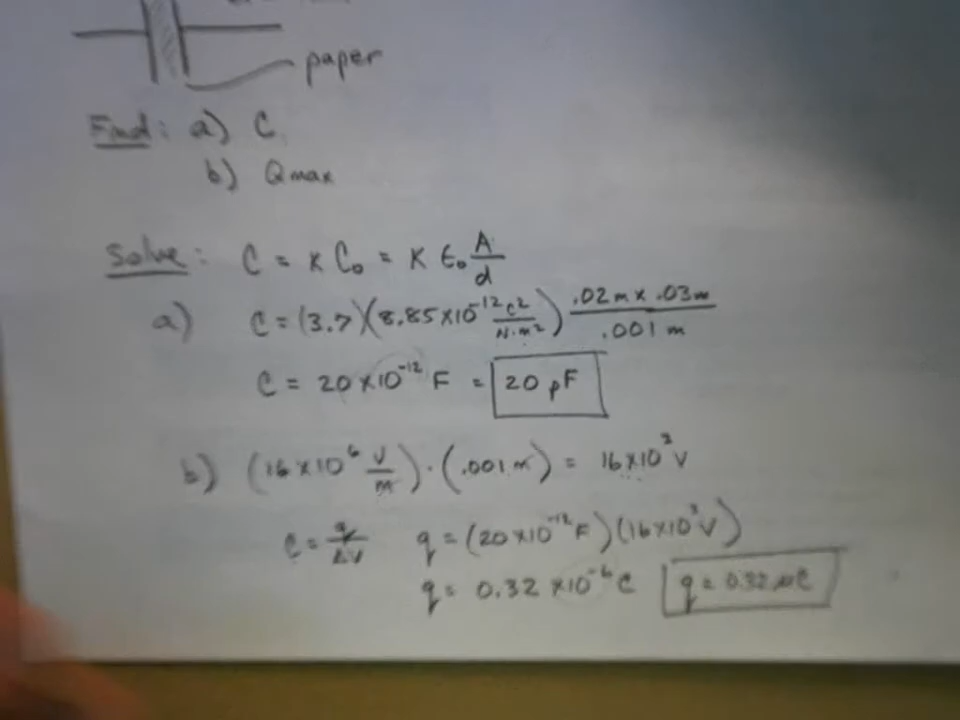 paper
Find: a) C
b) Qmax
Solve: C = K C₀ = K ϵ₀ A/d
a) C = (3.7)(8.85×10⁻¹² C²/N·m²) .02m × .03m / .001 m
C = 20 × 10⁻¹² F = 20 pF
b) (16 × 10⁶ V/m) · (.001 m) = 16×10³ V
C = q/ΔV q = (20 × 10⁻¹² F)(16×10³ V)
q = 0.32 × 10⁻⁶ C q = 0.32 μC